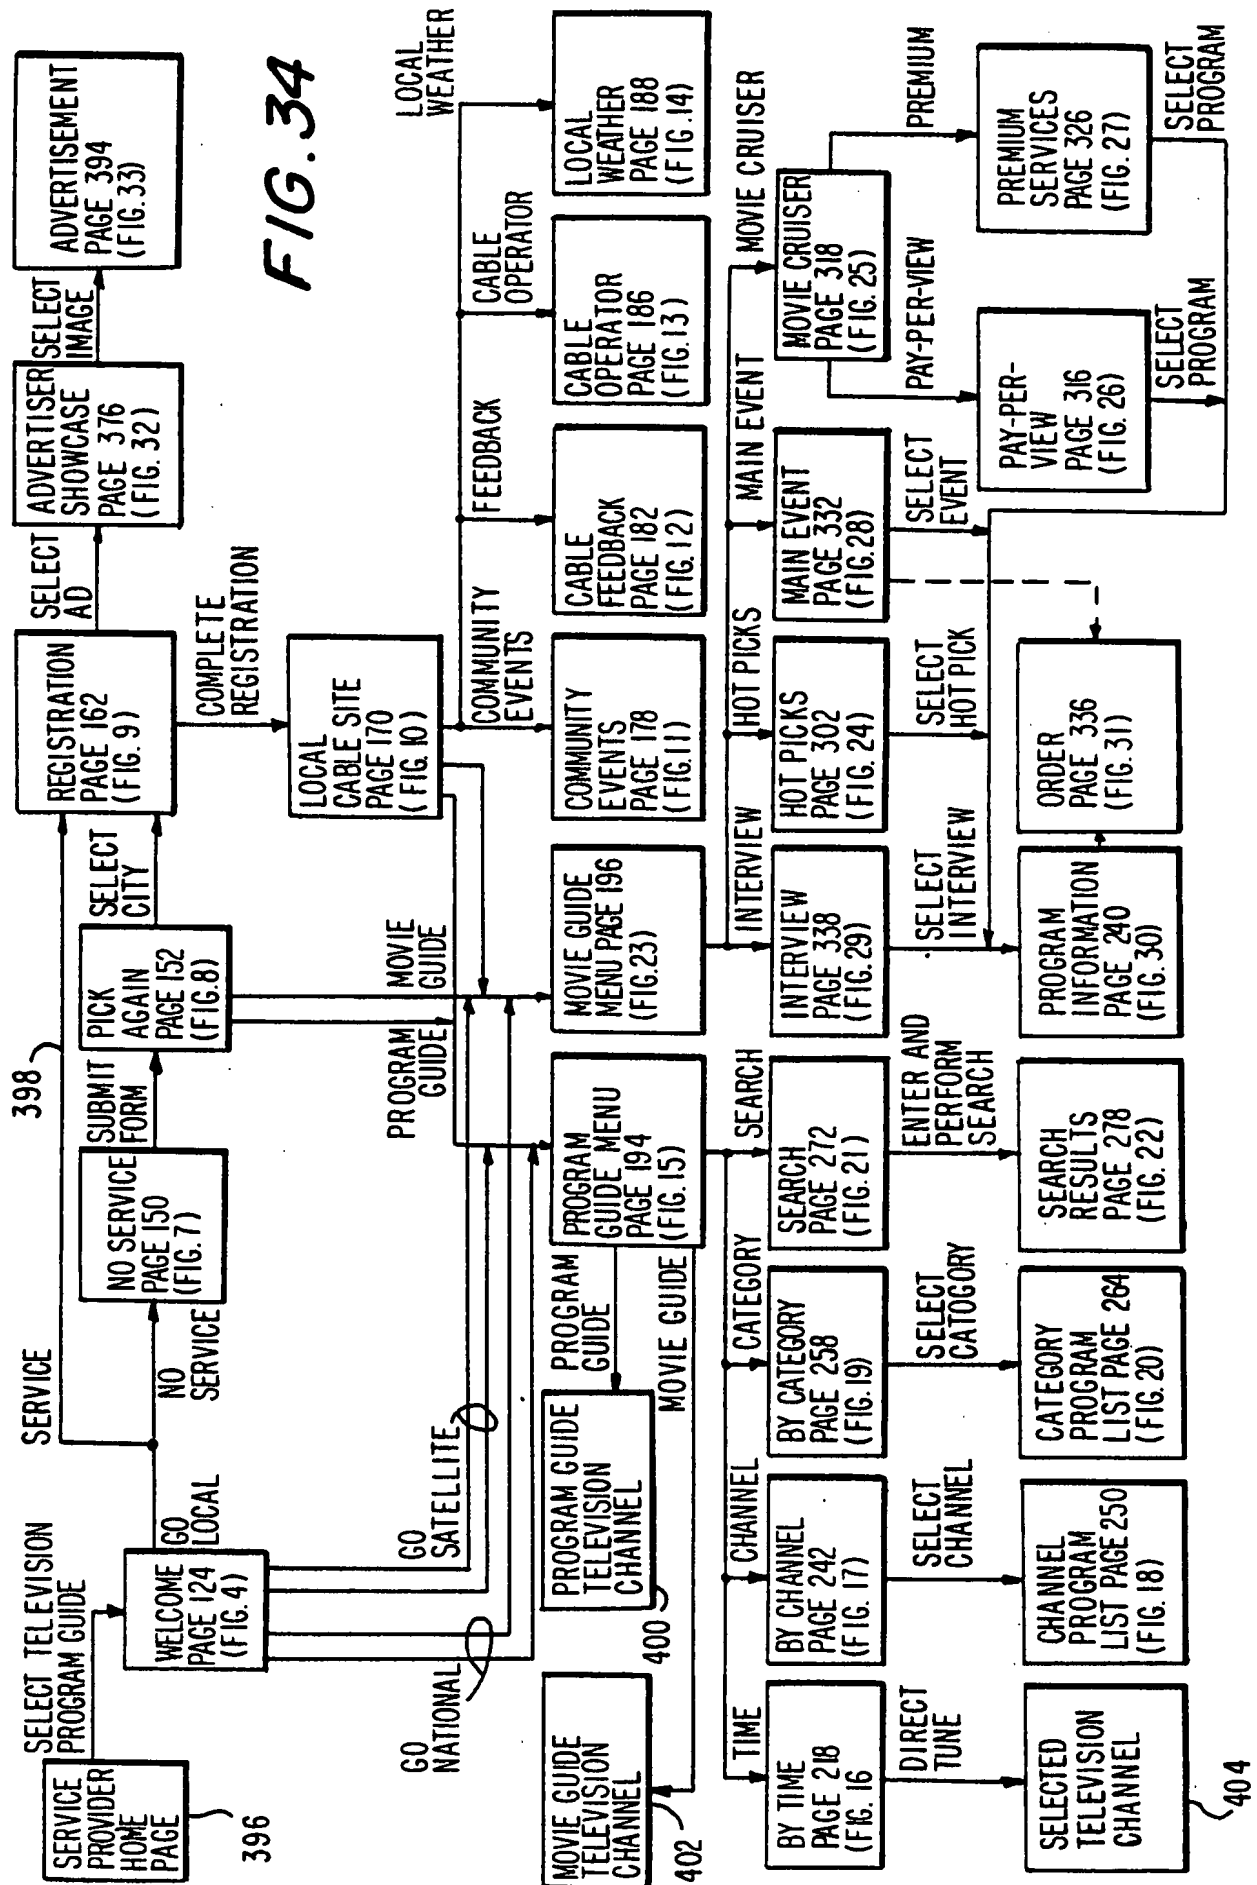 FIG. 34
SELECT TELEVISION
PROGRAM GUIDE
SERVICE
PROVIDER
HOME
PAGE
396
WELCOME
PAGE 124
(FIG. 4)
GO
LOCAL
SERVICE
NO
SERVICE
398
NO SERVICE
PAGE 150
(FIG. 7)
SUBMIT
FORM
PICK
AGAIN
PAGE 152
(FIG. 8)
SELECT
CITY
REGISTRATION
PAGE 162
(FIG. 9)
SELECT
AD
ADVERTISER
SHOWCASE
PAGE 376
(FIG. 32)
SELECT
IMAGE
ADVERTISEMENT
PAGE 394
(FIG. 33)
COMPLETE
REGISTRATION
LOCAL
CABLE SITE
PAGE 170
(FIG. 10)
GO
NATIONAL
GO
SATELLITE
PROGRAM
GUIDE
MOVIE
GUIDE
COMMUNITY
EVENTS
FEEDBACK
CABLE
OPERATOR
LOCAL
WEATHER
MOVIE GUIDE
TELEVISION
CHANNEL
402
PROGRAM GUIDE
TELEVISION
CHANNEL
400
PROGRAM
GUIDE
MOVIE GUIDE
PROGRAM
GUIDE MENU
PAGE 194
(FIG. 15)
MOVIE GUIDE
MENU PAGE 196
(FIG. 23)
COMMUNITY
EVENTS
PAGE 178
(FIG. 11)
CABLE
FEEDBACK
PAGE 182
(FIG. 12)
CABLE
OPERATOR
PAGE 186
(FIG. 13)
LOCAL
WEATHER
PAGE 188
(FIG. 14)
TIME
CHANNEL
CATEGORY
SEARCH
INTERVIEW
HOT PICKS
MAIN EVENT
MOVIE CRUISER
BY TIME
PAGE 218
(FIG. 16
BY CHANNEL
PAGE 242
(FIG. 17)
BY CATEGORY
PAGE 258
(FIG. 19)
SEARCH
PAGE 272
(FIG. 21)
INTERVIEW
PAGE 338
(FIG. 29)
HOT PICKS
PAGE 302
(FIG. 24)
MAIN EVENT
PAGE 332
(FIG. 28)
MOVIE CRUISER
PAGE 318
(FIG. 25)
DIRECT
TUNE
SELECT
CHANNEL
SELECT
CATOGORY
ENTER AND
PERFORM
SEARCH
SELECT
INTERVIEW
SELECT
HOT PICK
SELECT
EVENT
PAY-PER-VIEW
PREMIUM
SELECTED
TELEVISION
CHANNEL
404
CHANNEL
PROGRAM
LIST PAGE 250
(FIG. 18)
CATEGORY
PROGRAM
LIST PAGE 264
(FIG. 20)
SEARCH
RESULTS
PAGE 278
(FIG. 22)
PROGRAM
INFORMATION
PAGE 240
(FIG. 30)
ORDER
PAGE 336
(FIG. 31)
PAY-PER-
VIEW
PAGE 316
(FIG. 26)
PREMIUM
SERVICES
PAGE 326
(FIG. 27)
SELECT
PROGRAM
SELECT
PROGRAM